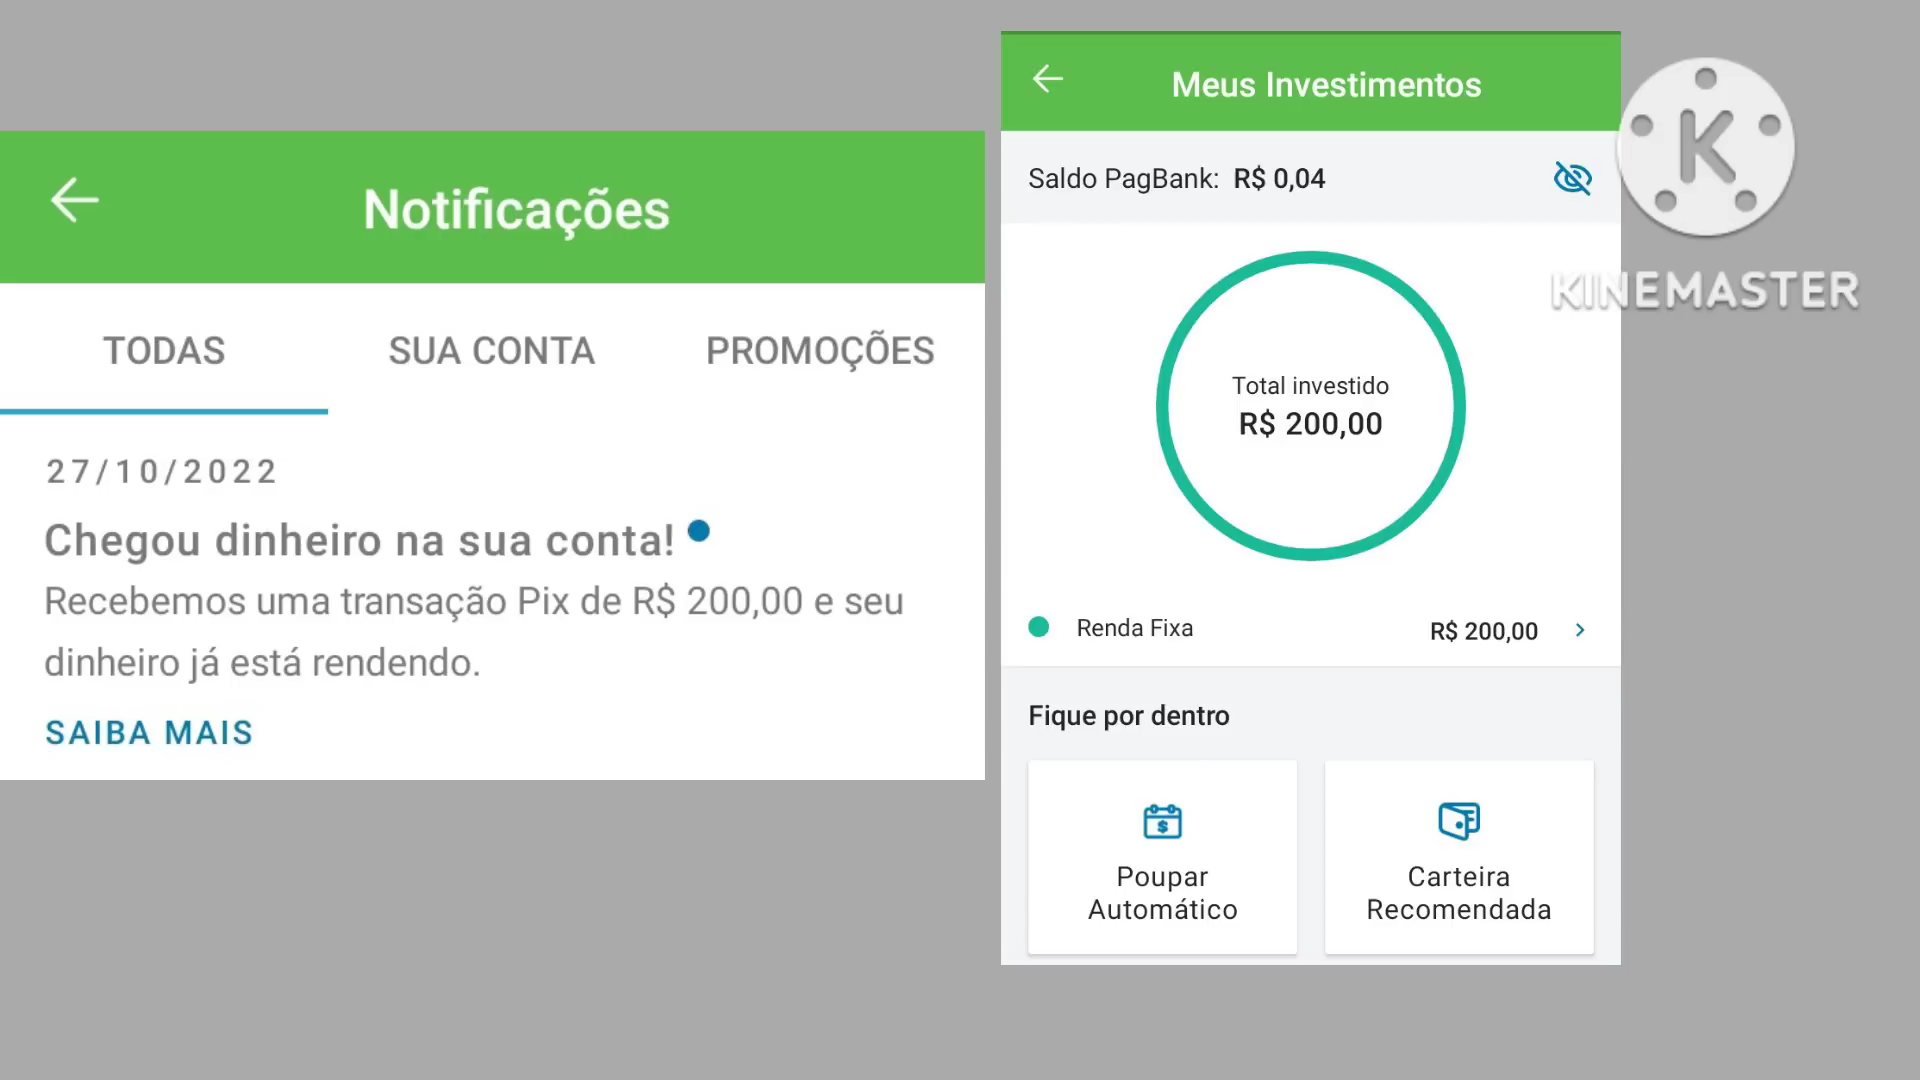 Notificações
TODAS
SUA CONTA
PROMOÇÕES
27/10/2022
Chegou dinheiro na sua conta!
Recebemos uma transação Pix de R$ 200,00 e seu
dinheiro já está rendendo.
SAIBA MAIS
Meus Investimentos
Saldo PagBank: R$ 0,04
Total investido
R$ 200,00
Renda Fixa R$ 200,00
Fique por dentro
Poupar
Automático
Carteira
Recomendada
K
KINEMASTER